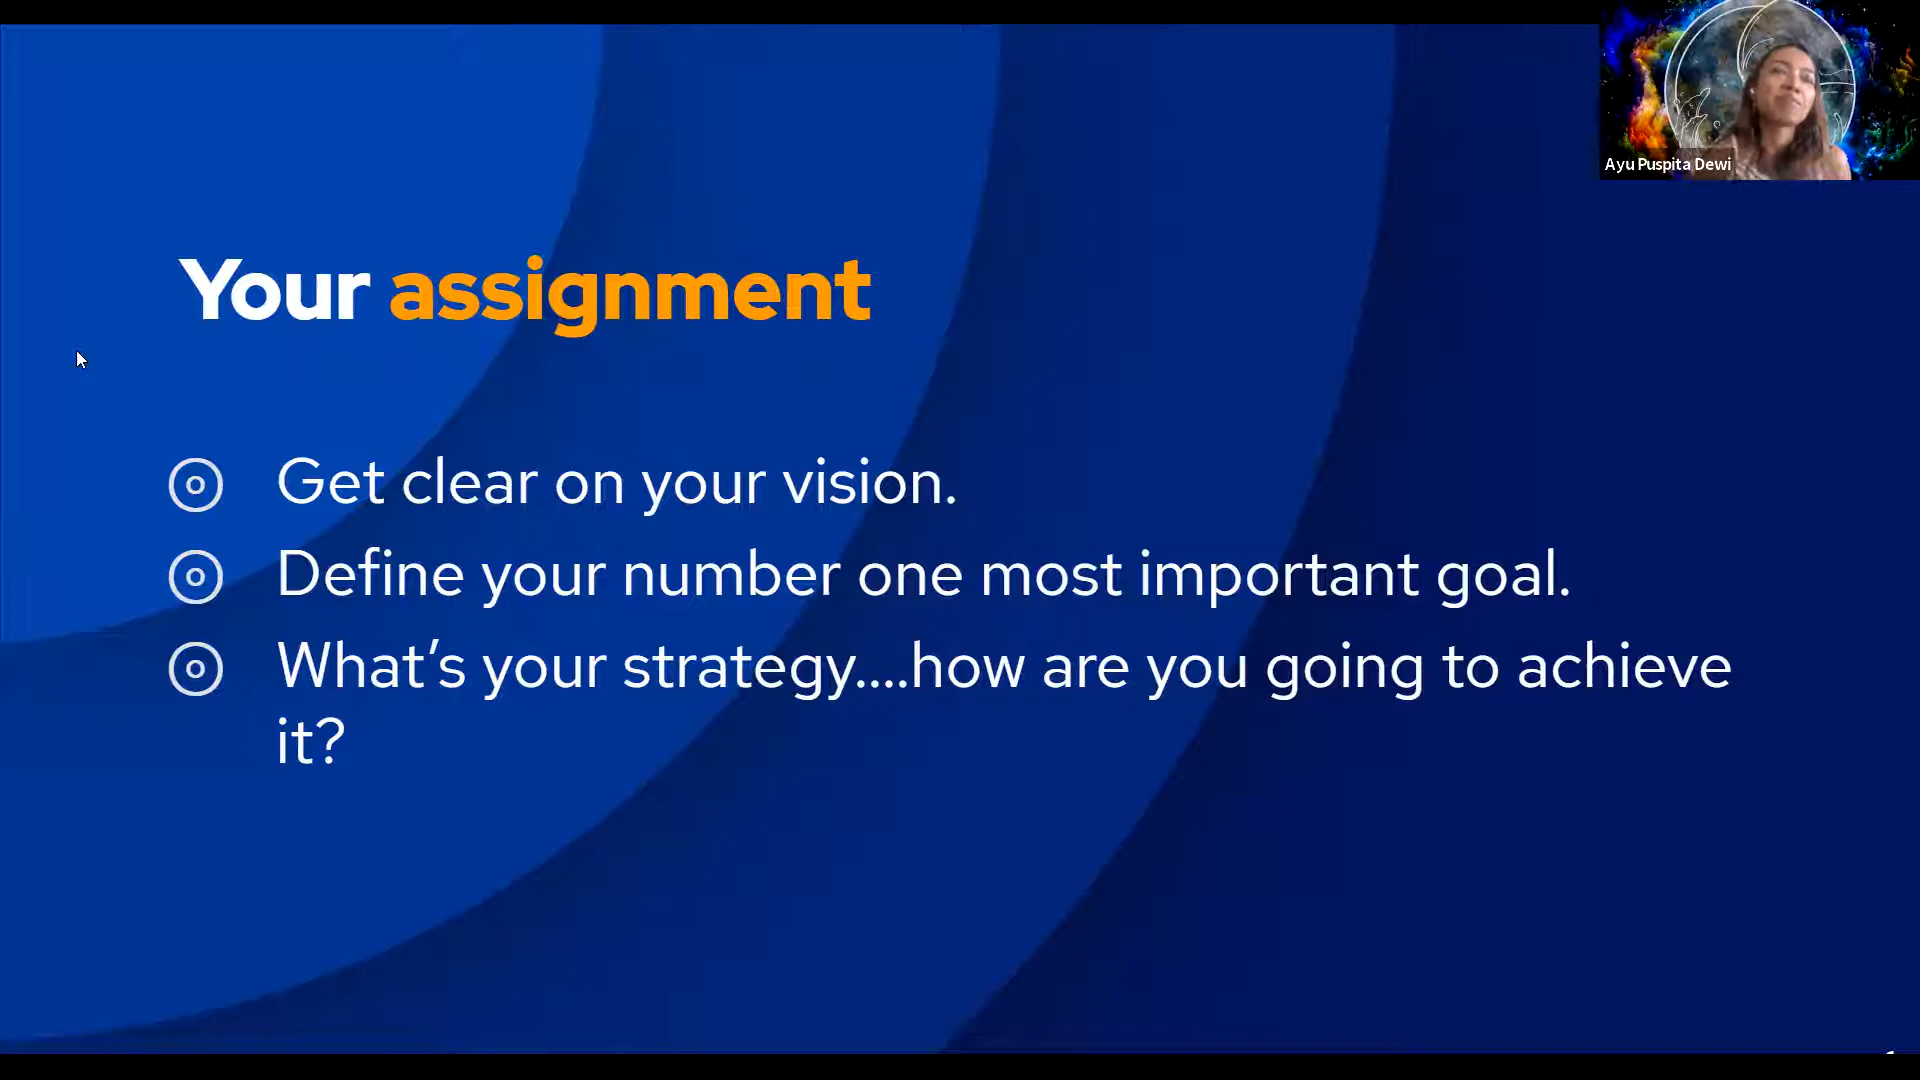 Ayu Puspita Dewi
Your assignment
Get clear on your vision.
Define your number one most important goal.
What’s your strategy....how are you going to achieve
it?